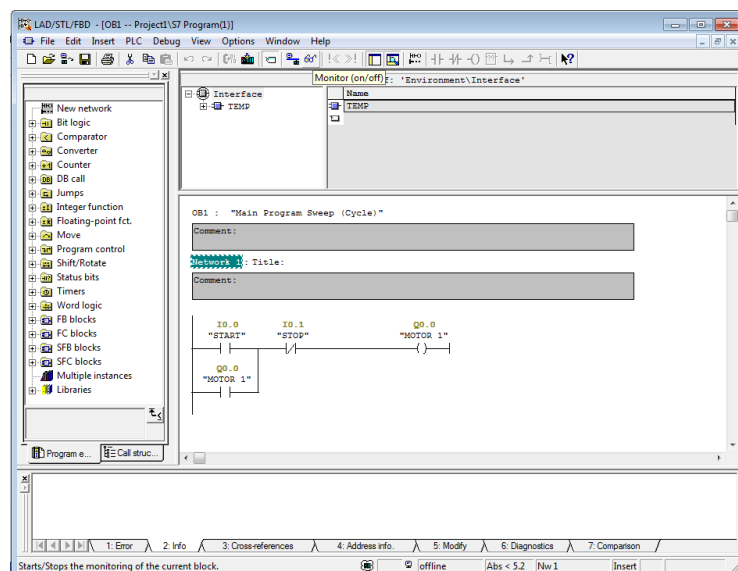 LAD/STL/FBD - [OB1 -- Project1\S7 Program(1)]
File Edit Insert PLC Debug View Options Window Help
Monitor (on/off)
f: 'Environment\Interface'
Interface
TEMP
Name
TEMP
New network
Bit logic
Comparator
Converter
Counter
DB call
Jumps
Integer function
Floating-point fct.
Move
Program control
Shift/Rotate
Status bits
Timers
Word logic
FB blocks
FC blocks
SFB blocks
SFC blocks
Multiple instances
Libraries
Program e...
Call struc...
OB1 : "Main Program Sweep (Cycle)"
Comment:
Network 1: Title:
Comment:
I0.0 I0.1 Q0.0
"START" "STOP" "MOTOR 1"
Q0.0
"MOTOR 1"
1: Error 2: Info 3: Cross-references 4: Address info. 5: Modify 6: Diagnostics 7: Comparison
Starts/Stops the monitoring of the current block. offline Abs < 5.2 Nw 1 Insert